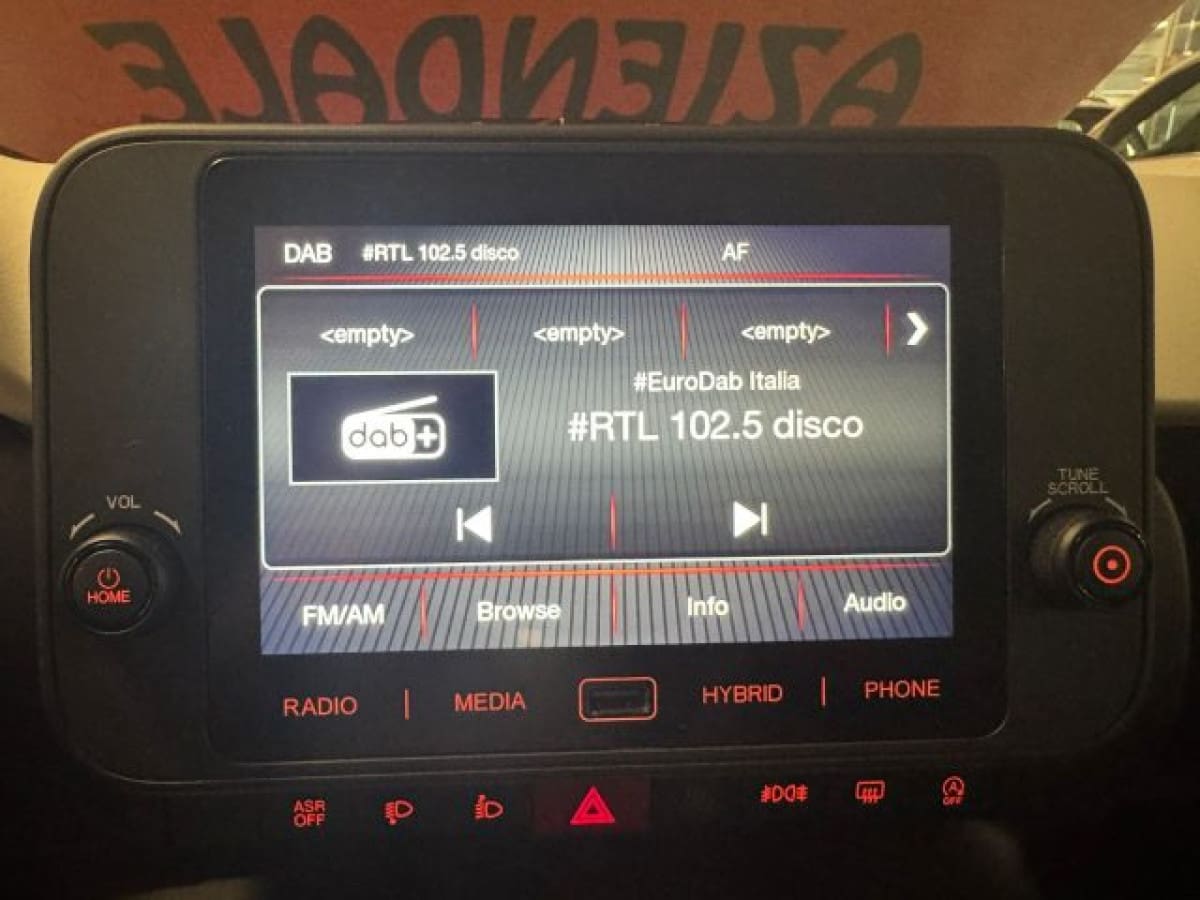 AZIENDALE
DAB #RTL 102.5 disco AF
<empty> <empty> <empty>
#EuroDab Italia
#RTL 102.5 disco
dab+
VOL
TUNE
SCROLL
HOME
FM/AM Browse Info Audio
RADIO | MEDIA HYBRID | PHONE
ASR
OFF
A
OFF